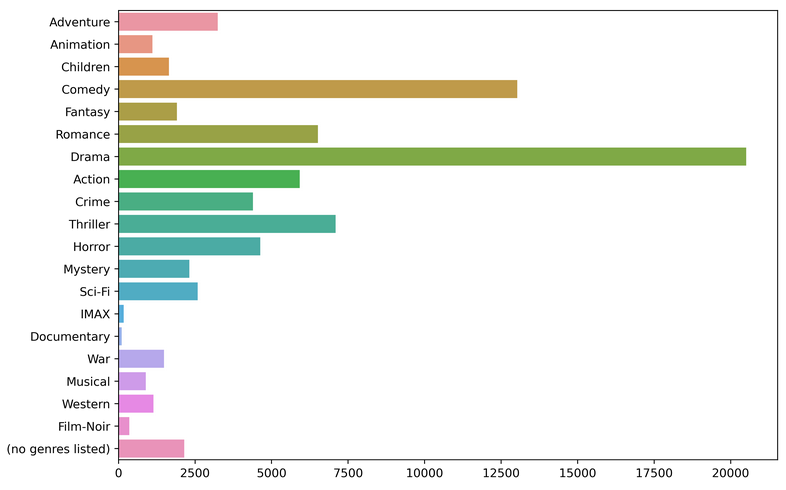 Adventure
Animation
Children
Comedy
Fantasy
Romance
Drama
Action
Crime
Thriller
Horror
Mystery
Sci-Fi
IMAX
Documentary
War
Musical
Western
Film-Noir
(no genres listed)
0 2500 5000 7500 10000 12500 15000 17500 20000